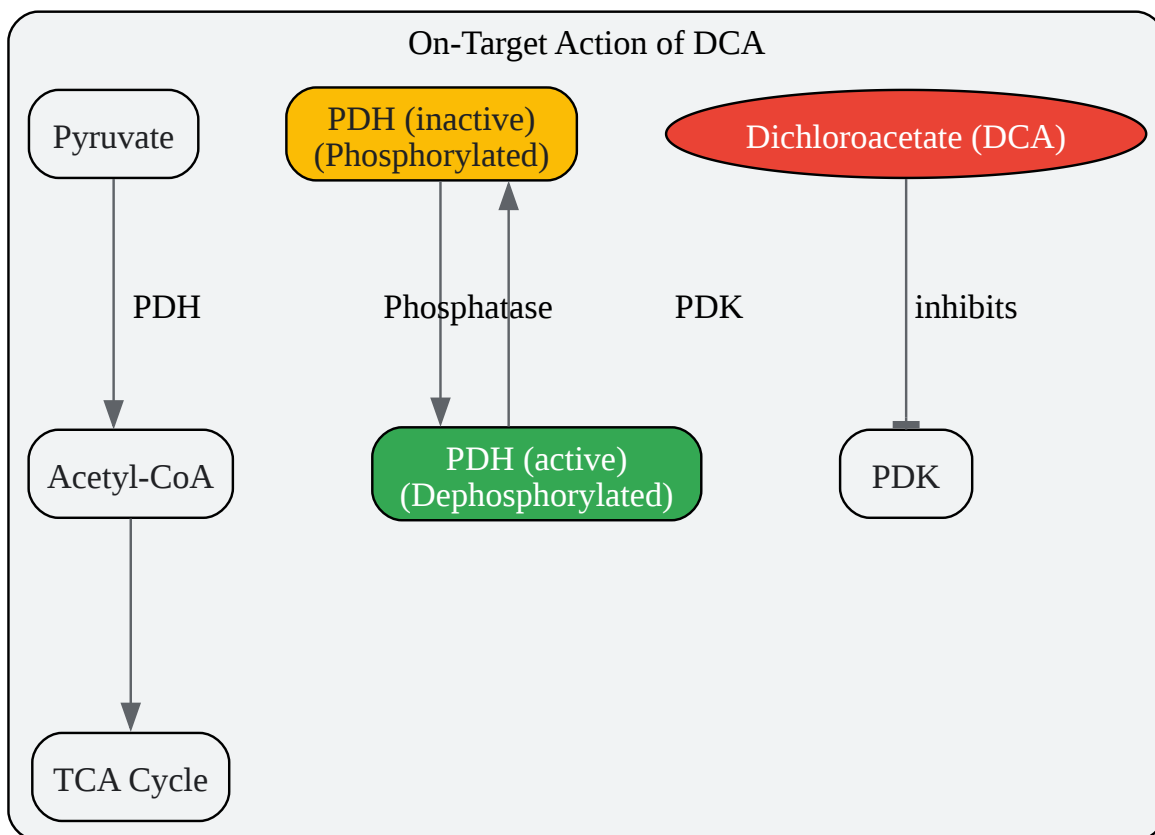 On-Target Action of DCA
Pyruvate
PDH (inactive)
(Phosphorylated)
Dichloroacetate (DCA)
PDH
Phosphatase
PDK
inhibits
Acetyl-CoA
PDH (active)
(Dephosphorylated)
PDK
TCA Cycle